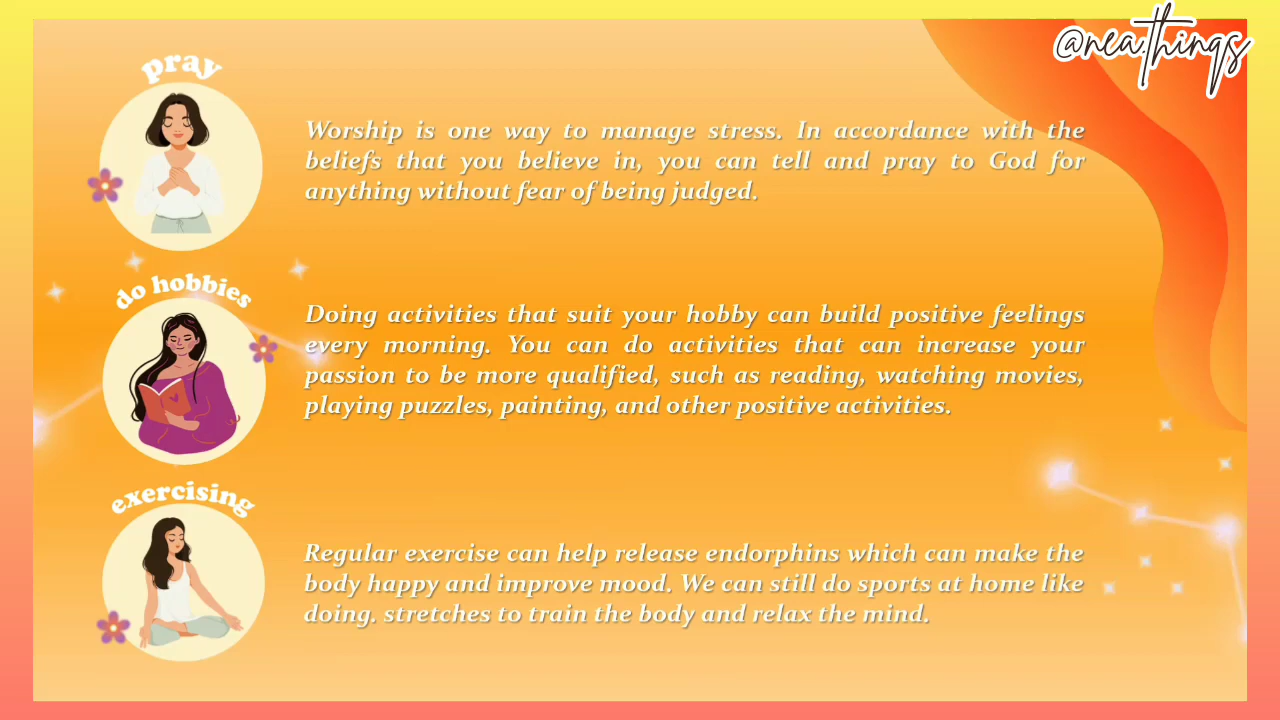 @nea.things
pray
Worship is one way to manage stress. In accordance with the
beliefs that you believe in, you can tell and pray to God for
anything without fear of being judged.
do hobbies
Doing activities that suit your hobby can build positive feelings
every morning. You can do activities that can increase your
passion to be more qualified, such as reading, watching movies,
playing puzzles, painting, and other positive activities.
exercising
Regular exercise can help release endorphins which can make the
body happy and improve mood. We can still do sports at home like
doing. stretches to train the body and relax the mind.